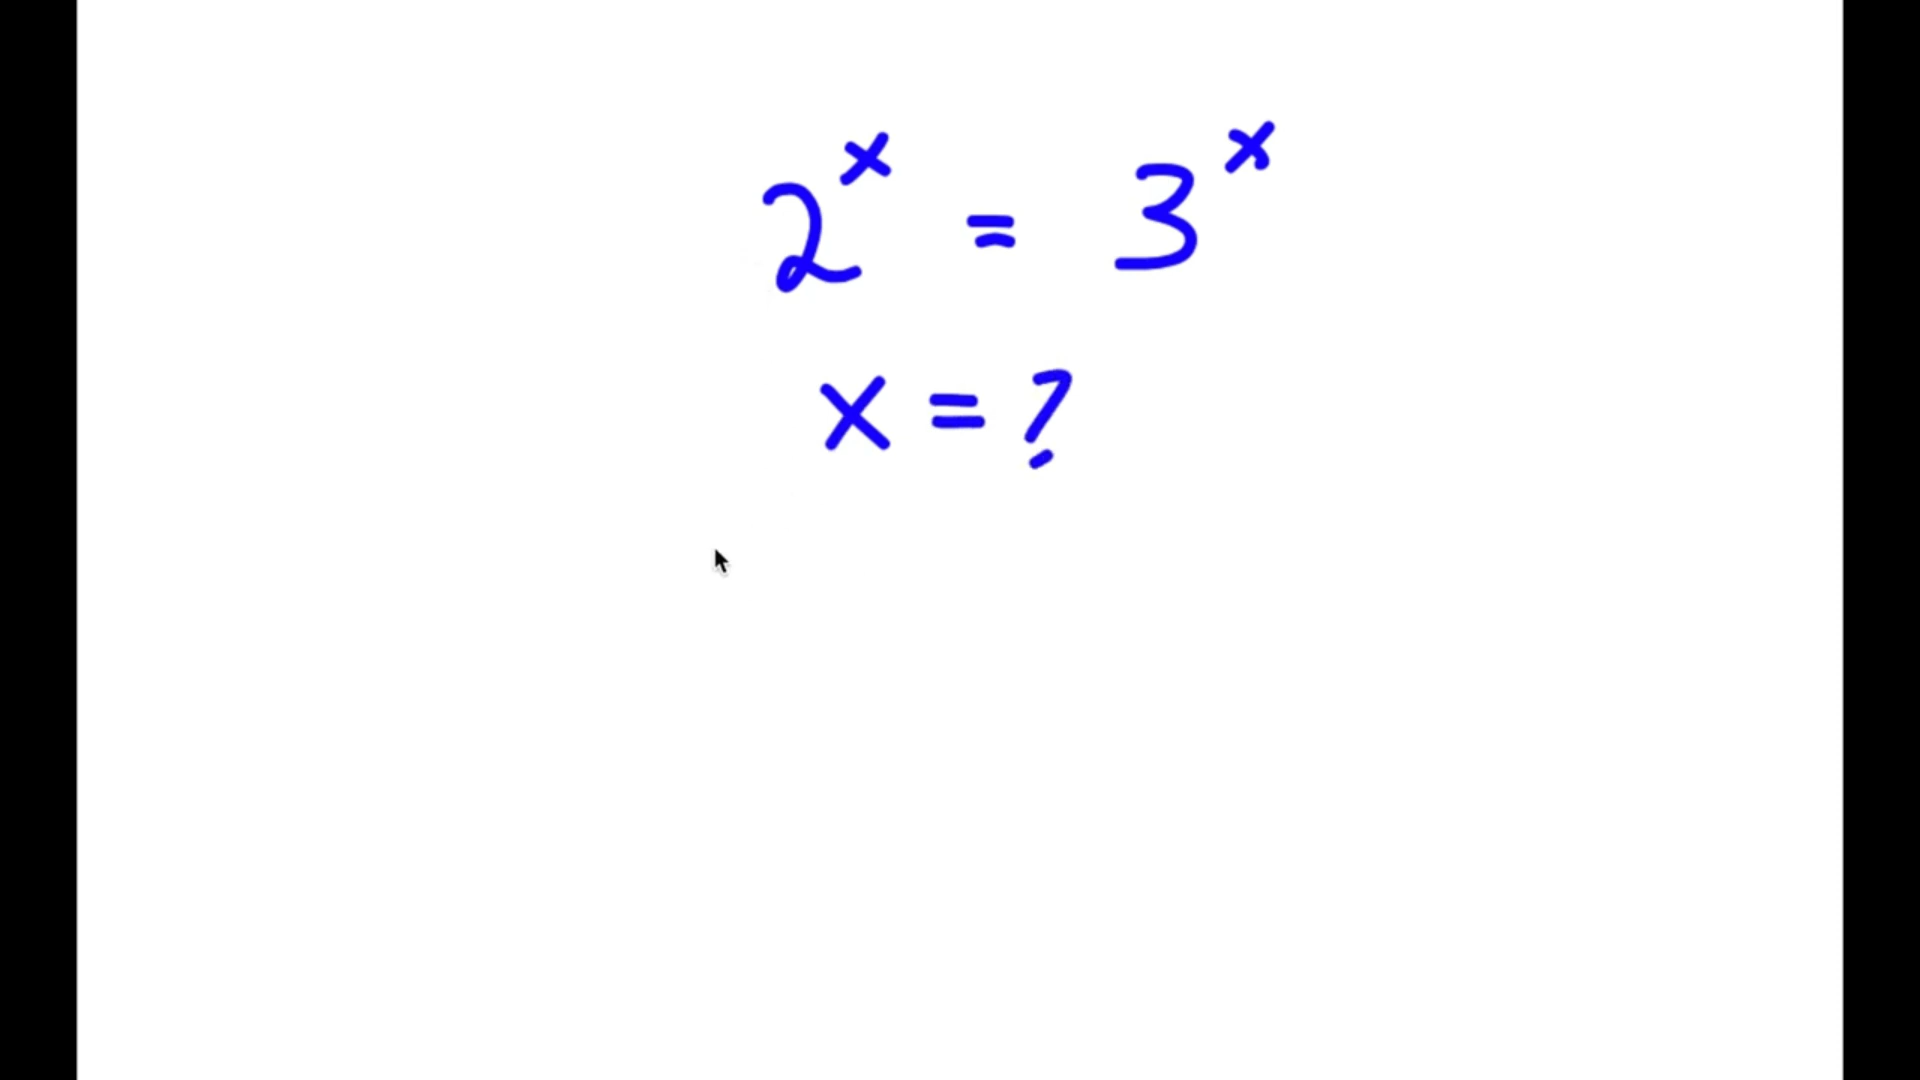 2^x = 3^x
x = ?